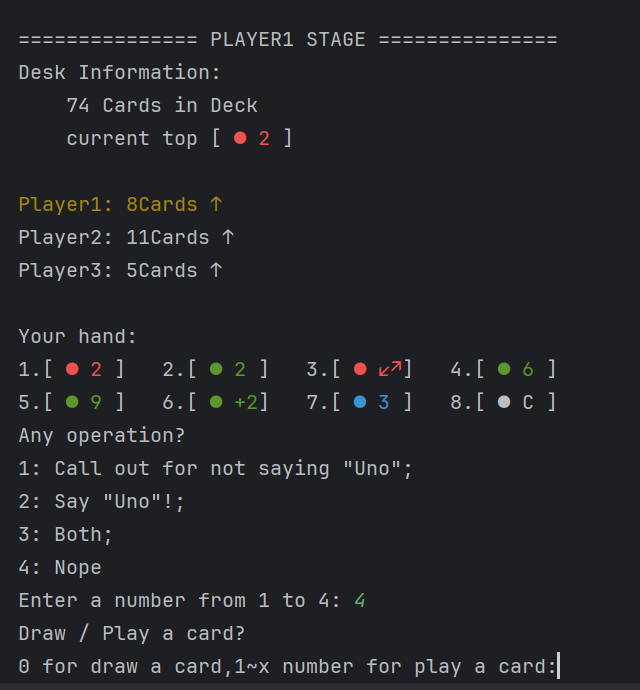 =============== PLAYER1 STAGE ===============
Desk Information:
    74 Cards in Deck
    current top [ ● 2 ]

Player1: 8Cards ↑
Player2: 11Cards ↑
Player3: 5Cards ↑

Your hand:
1.[ ● 2 ]   2.[ ● 2 ]   3.[ ● ⤢]   4.[ ● 6 ]
5.[ ● 9 ]   6.[ ● +2]   7.[ ● 3 ]   8.[ ● C ]
Any operation?
1: Call out for not saying "Uno";
2: Say "Uno"!;
3: Both;
4: Nope
Enter a number from 1 to 4: 4
Draw / Play a card?
0 for draw a card,1~x number for play a card: